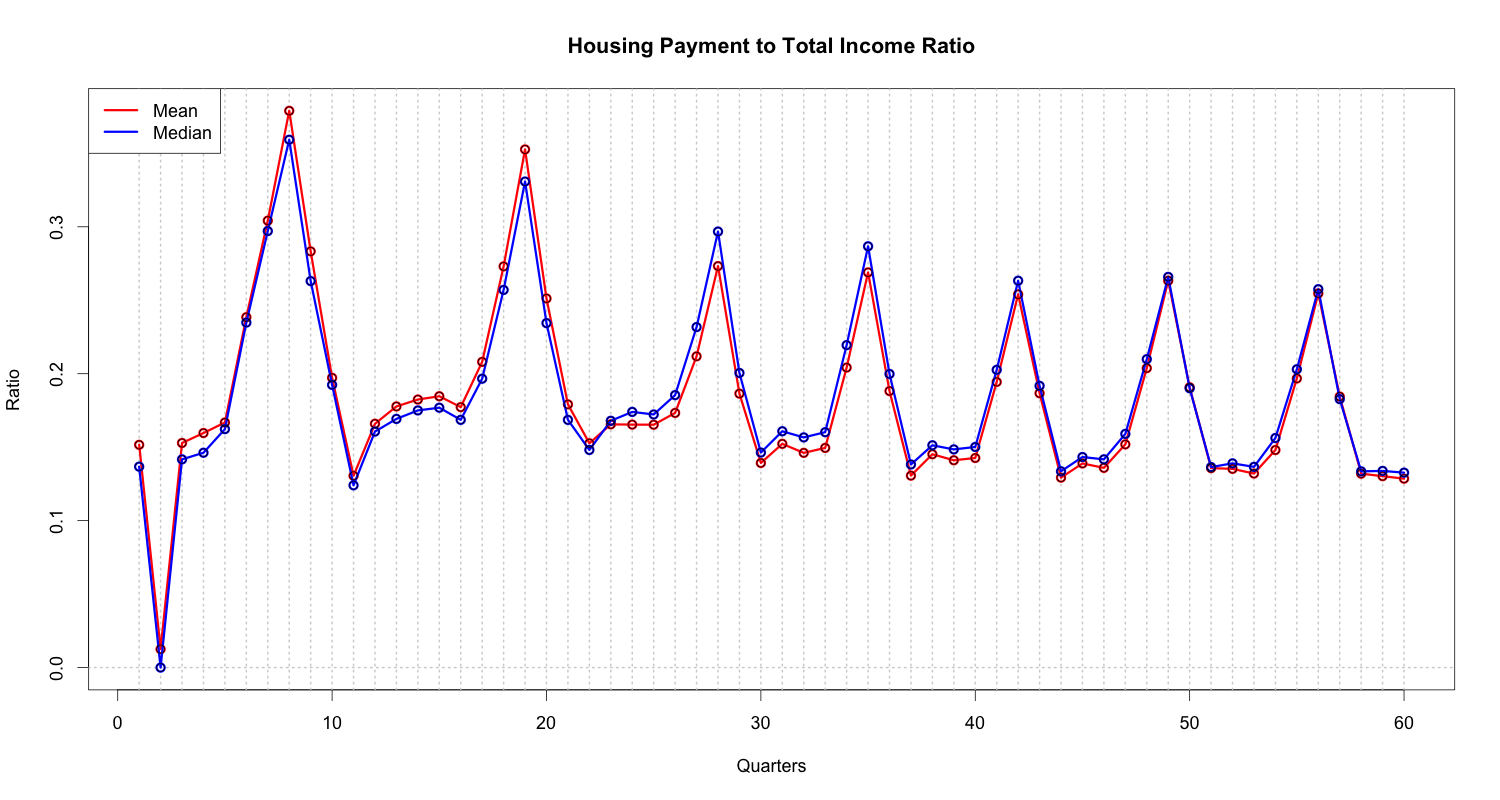 Housing Payment to Total Income Ratio
Mean
Median
Ratio
0.3
0.2
0.1
0.0
0 10 20 30 40 50 60
Quarters